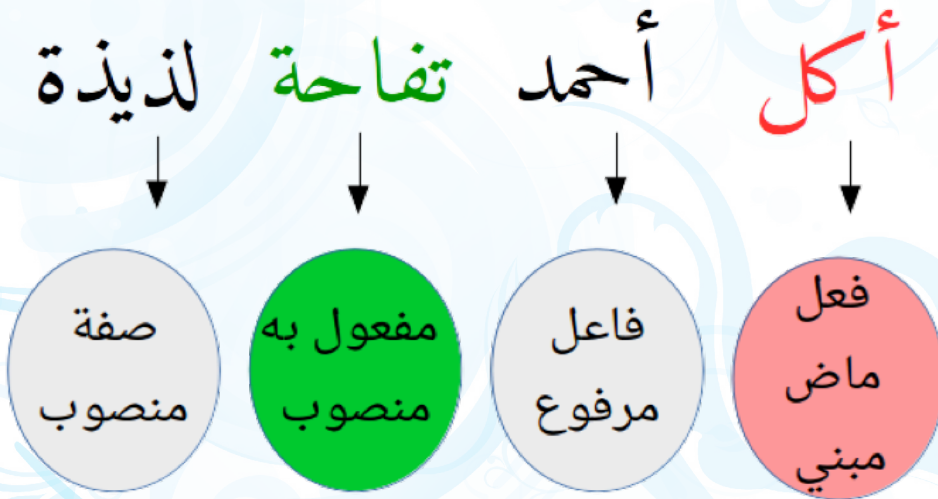 أكل أحمد تفاحة لذيذة
فعل
ماض
مبني
فاعل
مرفوع
مفعول به
منصوب
صفة
منصوب